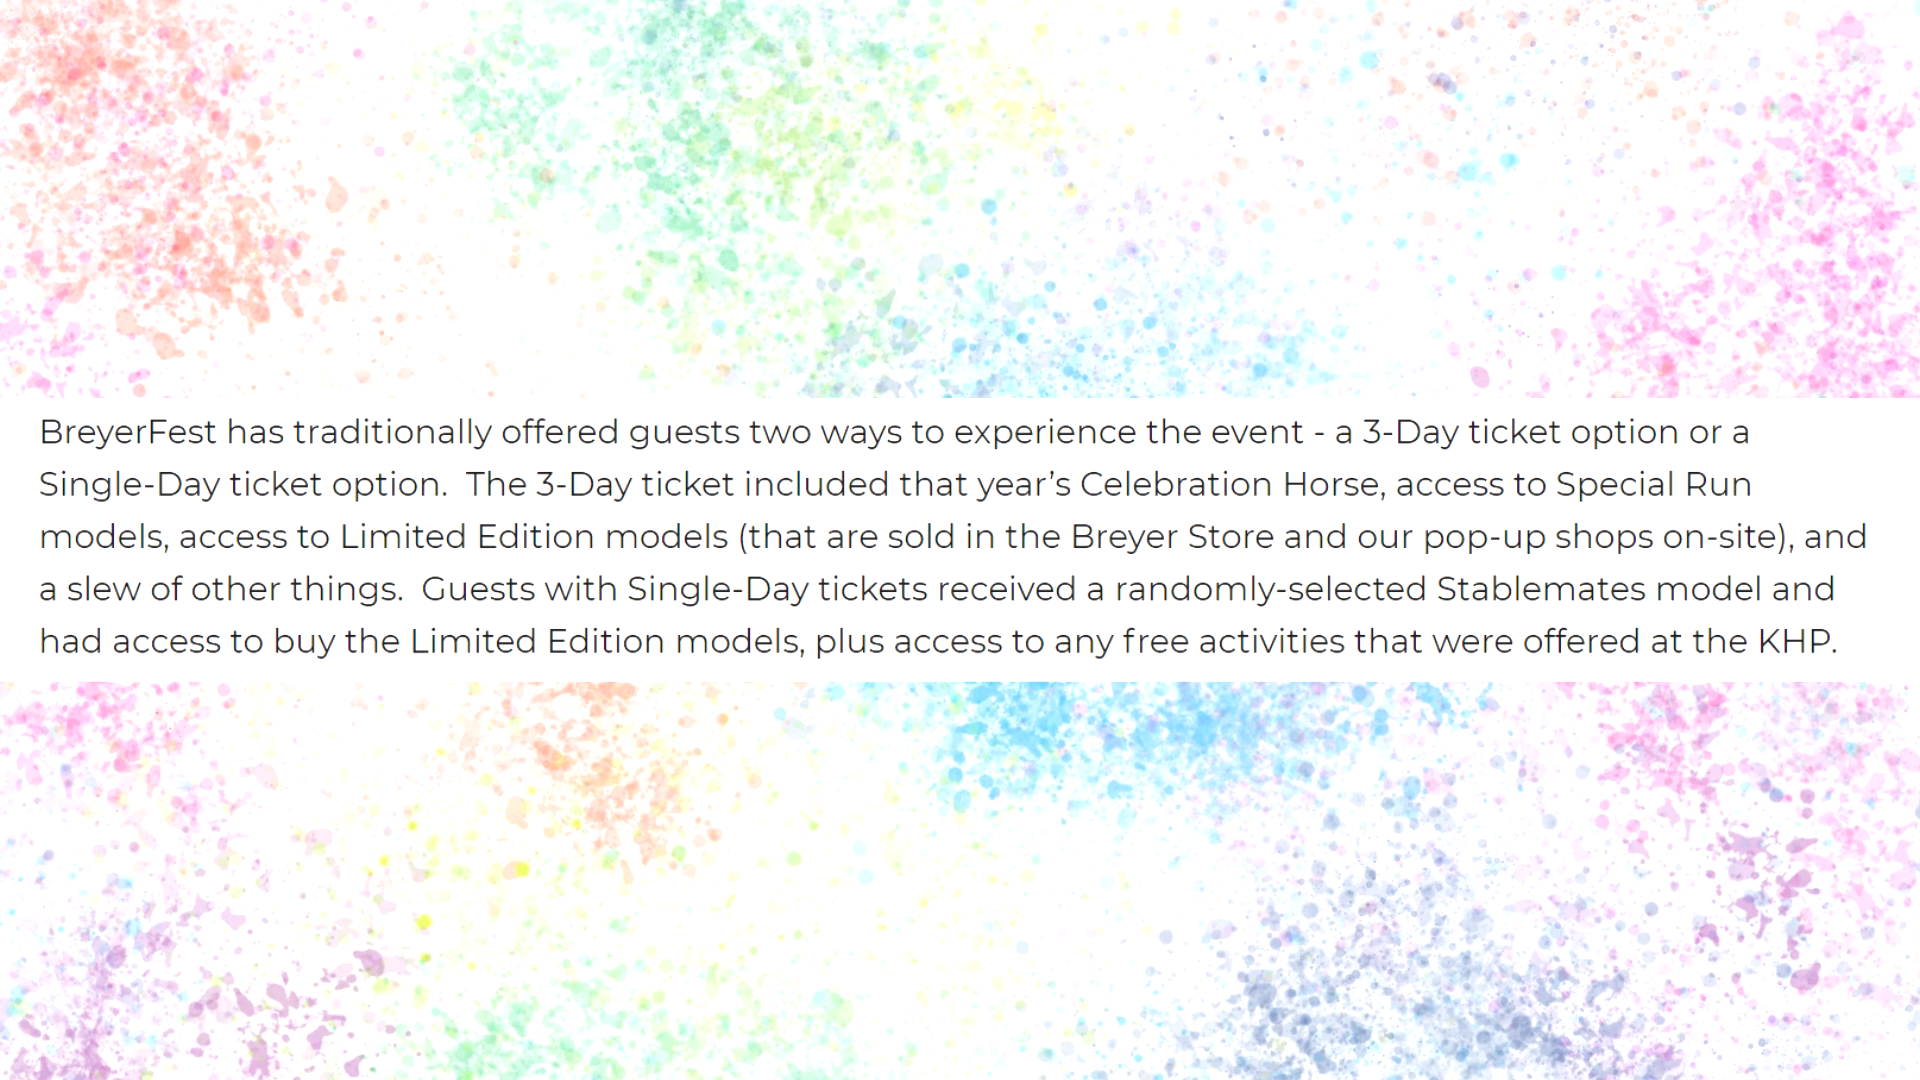 BreyerFest has traditionally offered guests two ways to experience the event - a 3-Day ticket option or a
Single-Day ticket option.  The 3-Day ticket included that year’s Celebration Horse, access to Special Run
models, access to Limited Edition models (that are sold in the Breyer Store and our pop-up shops on-site), and
a slew of other things.  Guests with Single-Day tickets received a randomly-selected Stablemates model and
had access to buy the Limited Edition models, plus access to any free activities that were offered at the KHP.